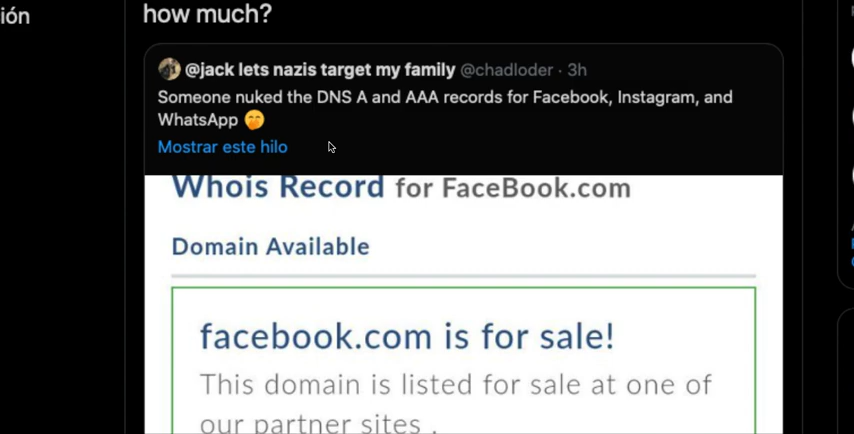 ión
how much?
@jack lets nazis target my family @chadloder · 3h
Someone nuked the DNS A and AAA records for Facebook, Instagram, and
WhatsApp 🤭
Mostrar este hilo
Whois Record for FaceBook.com
Domain Available
facebook.com is for sale!
This domain is listed for sale at one of
our partner sites .